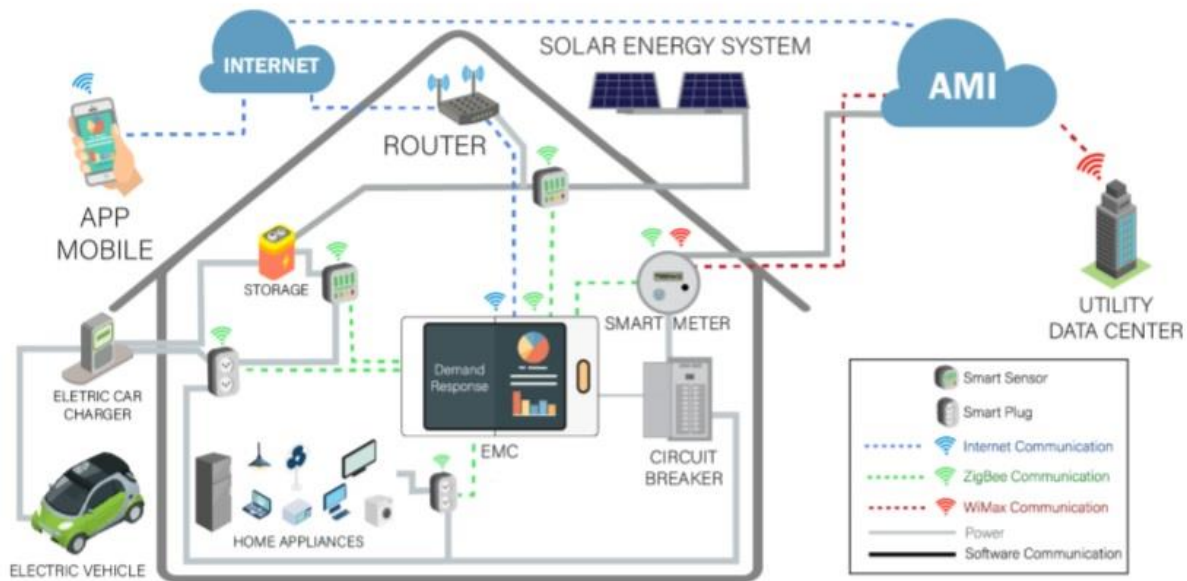 INTERNET
SOLAR ENERGY SYSTEM
AMI
ROUTER
APP
MOBILE
STORAGE
SMART METER
UTILITY
DATA CENTER
Demand
Response
EMC
ELETRIC CAR
CHARGER
CIRCUIT
BREAKER
HOME APPLIANCES
ELECTRIC VEHICLE
Smart Sensor
Smart Plug
Internet Communication
ZigBee Communication
WiMax Communication
Power
Software Communication